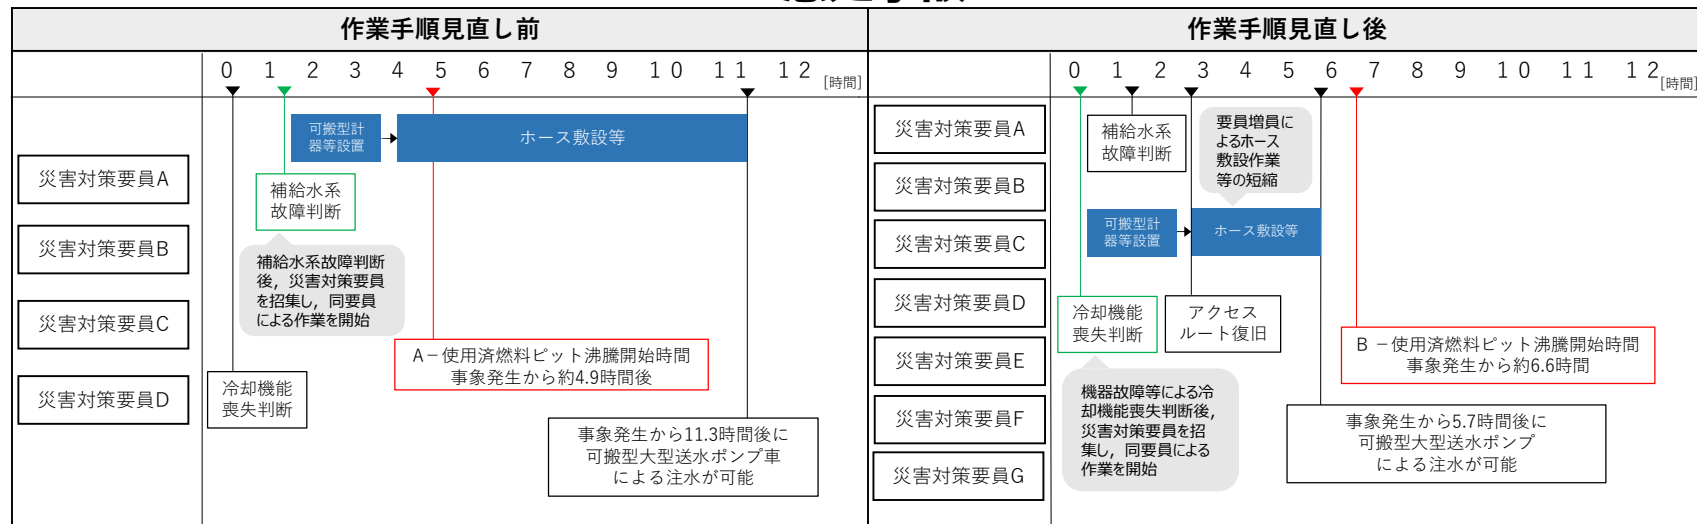 作業手順見直し前
0 1 2 3 4 5 6 7 8 9 10 11 12 [時間]
可搬型計
器等設置
ホース敷設等
災害対策要員A
災害対策要員B
災害対策要員C
災害対策要員D
補給水系
故障判断
補給水系故障判断
後，災害対策要員
を招集し，同要員
による作業を開始
A－使用済燃料ピット沸騰開始時間
事象発生から約4.9時間後
冷却機能
喪失判断
事象発生から11.3時間後に
可搬型大型送水ポンプ車
による注水が可能
作業手順見直し後
0 1 2 3 4 5 6 7 8 9 10 11 12 [時間]
災害対策要員A
災害対策要員B
災害対策要員C
災害対策要員D
災害対策要員E
災害対策要員F
災害対策要員G
補給水系
故障判断
要員増員に
よるホース
敷設作業
等の短縮
可搬型計
器等設置
ホース敷設等
冷却機能
喪失判断
アクセス
ルート復旧
B －使用済燃料ピット沸騰開始時間
事象発生から約6.6時間
機器故障等による冷
却機能喪失判断後，
災害対策要員を招
集し，同要員による
作業を開始
事象発生から5.7時間後に
可搬型大型送水ポンプ
による注水が可能